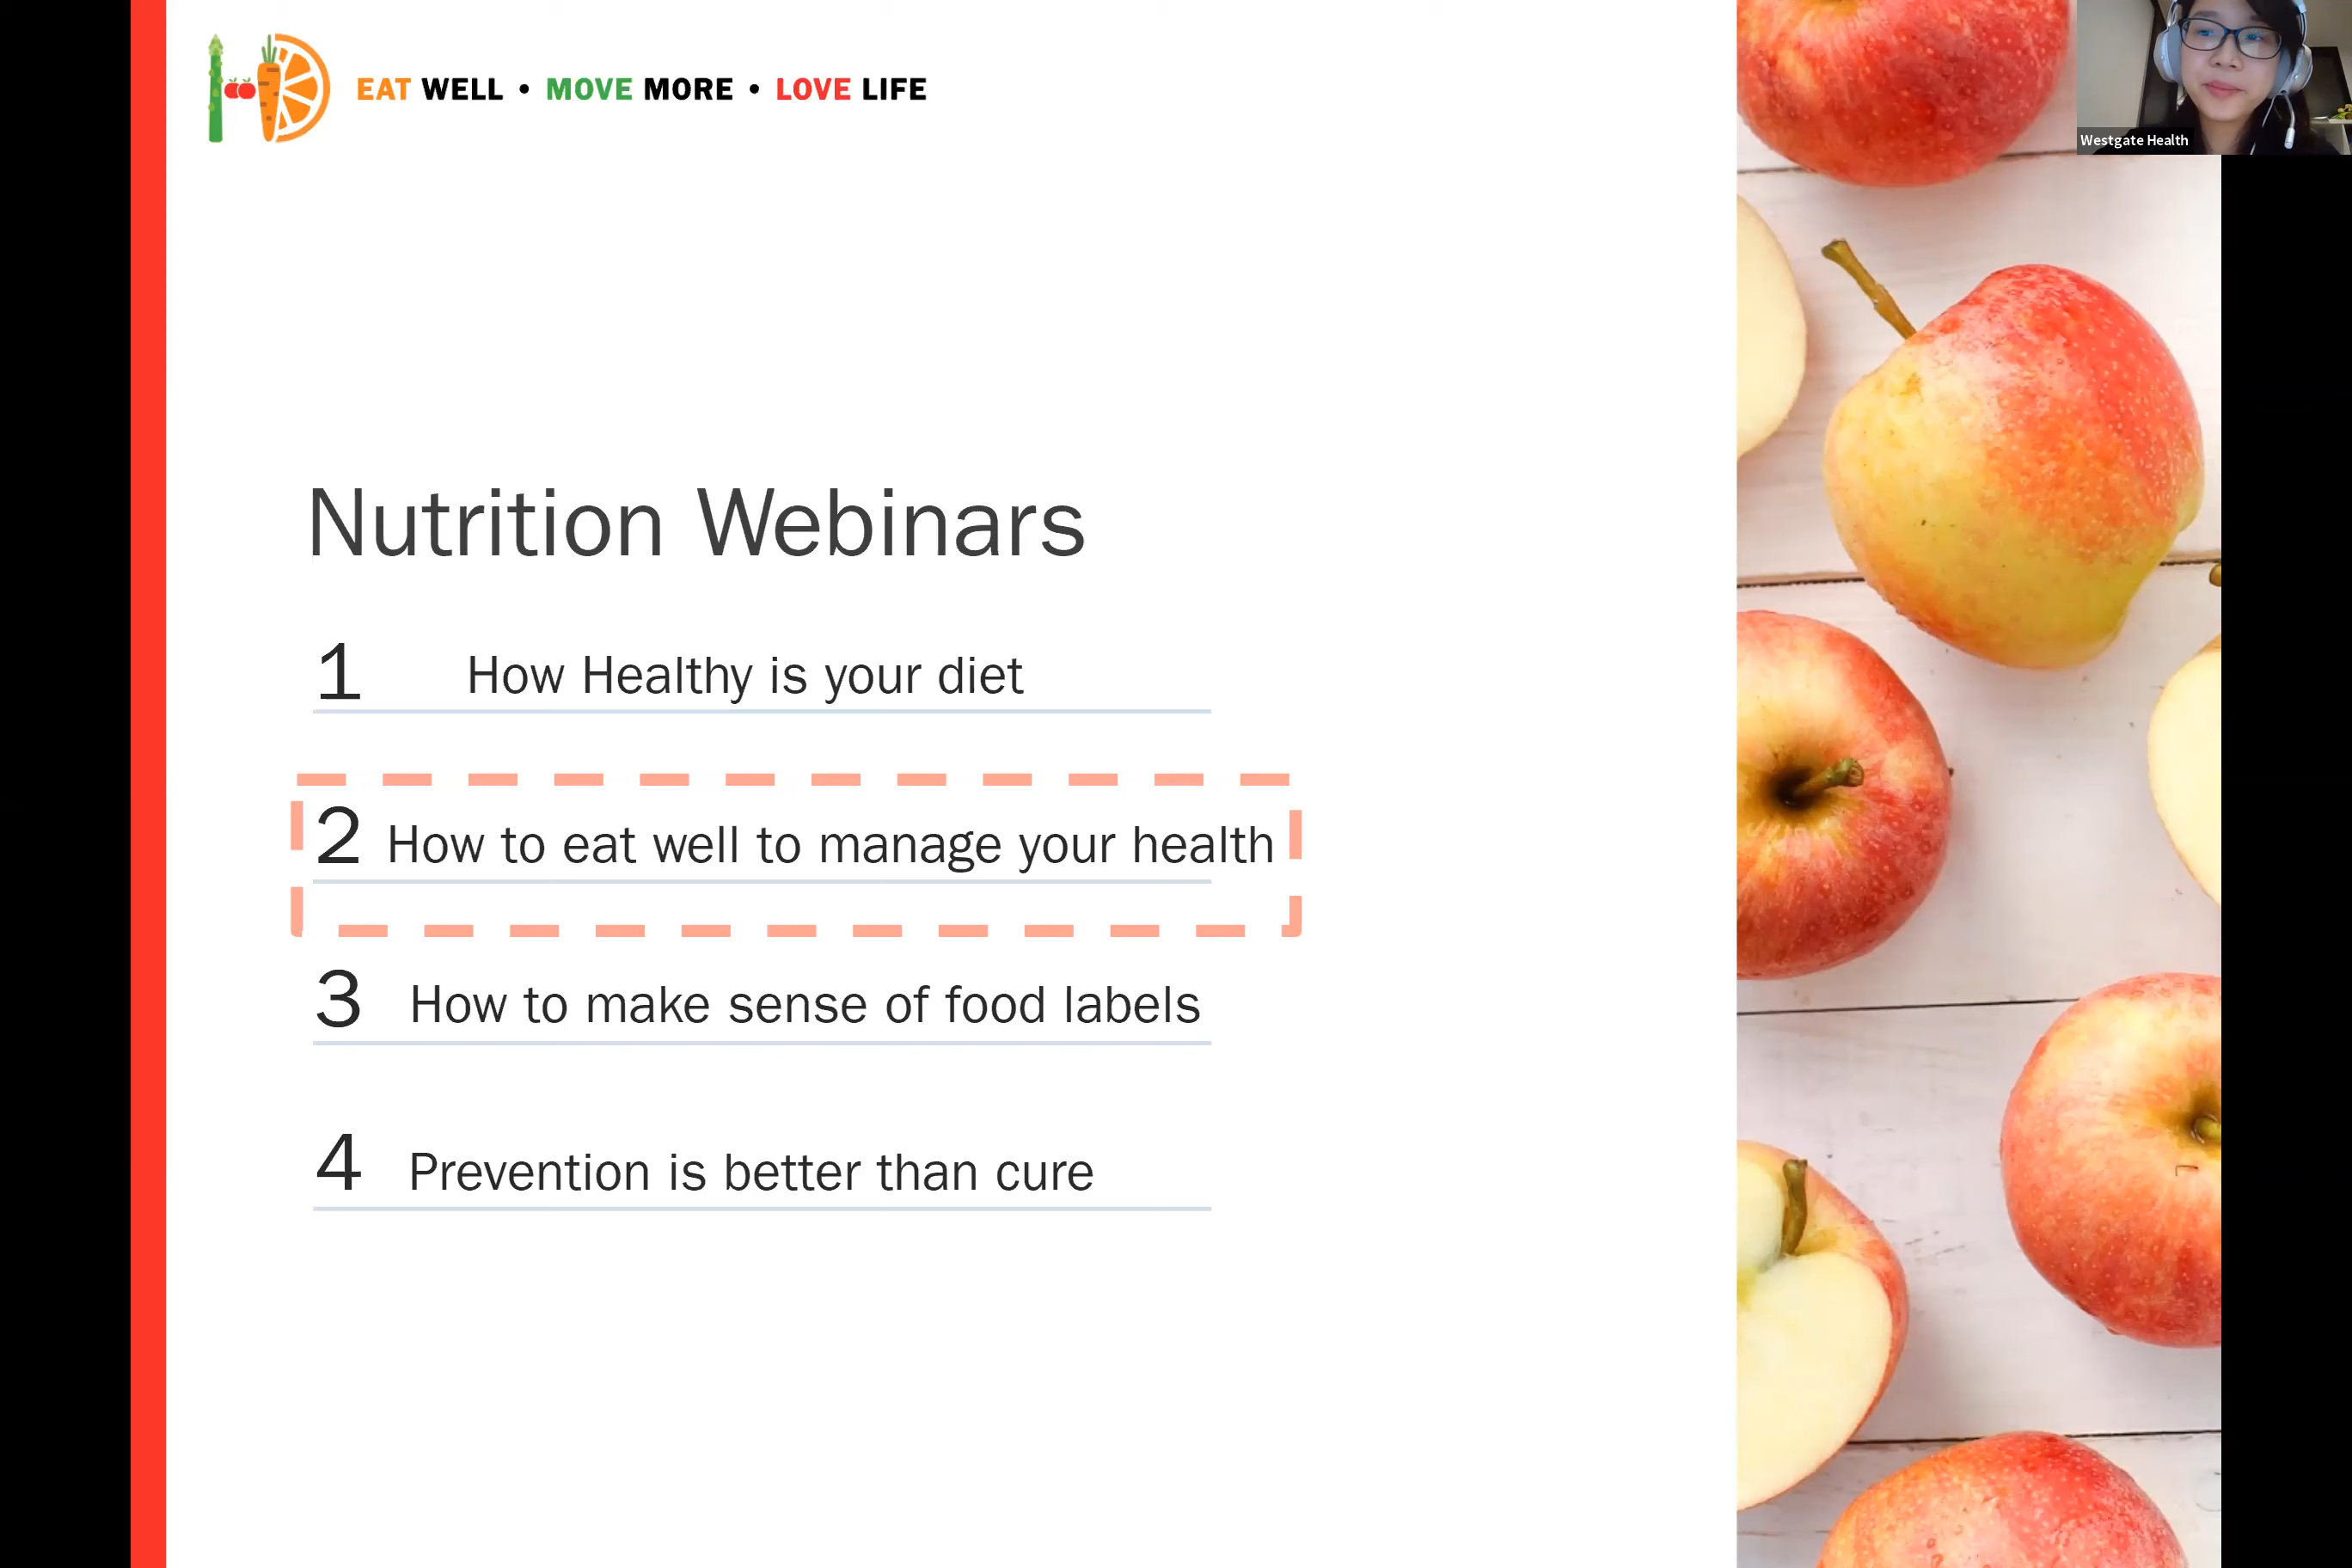 EAT WELL • MOVE MORE • LOVE LIFE
Westgate Health
Nutrition Webinars
1 How Healthy is your diet
2 How to eat well to manage your health
3 How to make sense of food labels
4 Prevention is better than cure